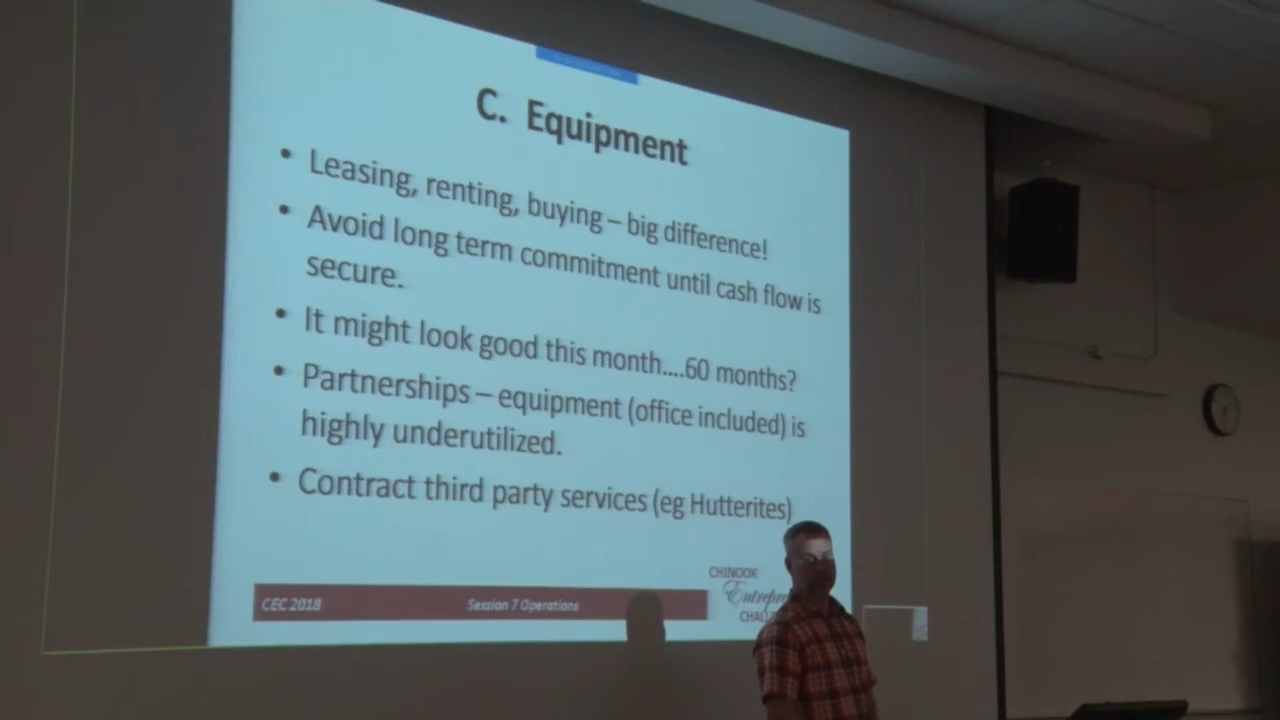 C. Equipment
• Leasing, renting, buying – big difference!
• Avoid long term commitment until cash flow is
secure.
• It might look good this month....60 months?
• Partnerships – equipment (office included) is
highly underutilized.
• Contract third party services (eg Hutterites)
CEC 2018
Session 7 Operations
CHINOOK